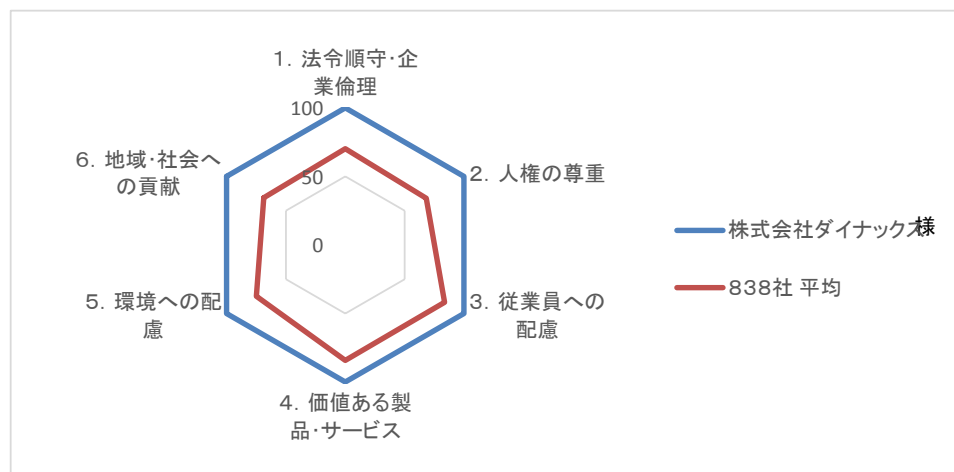 1. 法令順守・企
業倫理
100
50
0
2. 人権の尊重
3. 従業員への
配慮
4. 価値ある製
品・サービス
5. 環境への配
慮
6. 地域・社会へ
の貢献
株式会社ダイナックス様
838社 平均